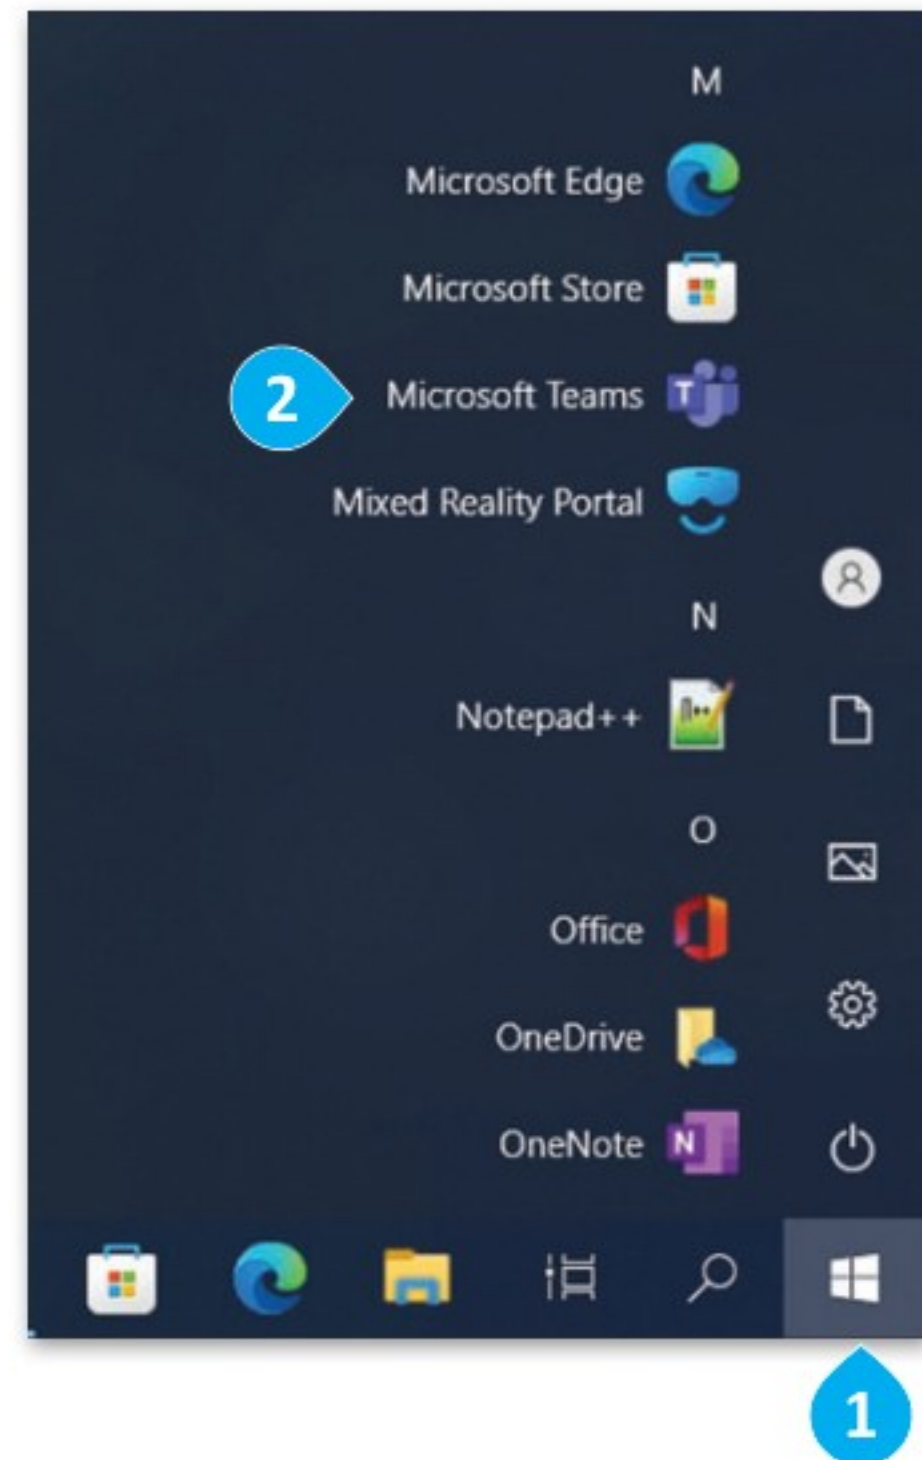 M
Microsoft Edge
Microsoft Store
2
Microsoft Teams
Mixed Reality Portal
N
Notepad++
O
Office
OneDrive
OneNote
1